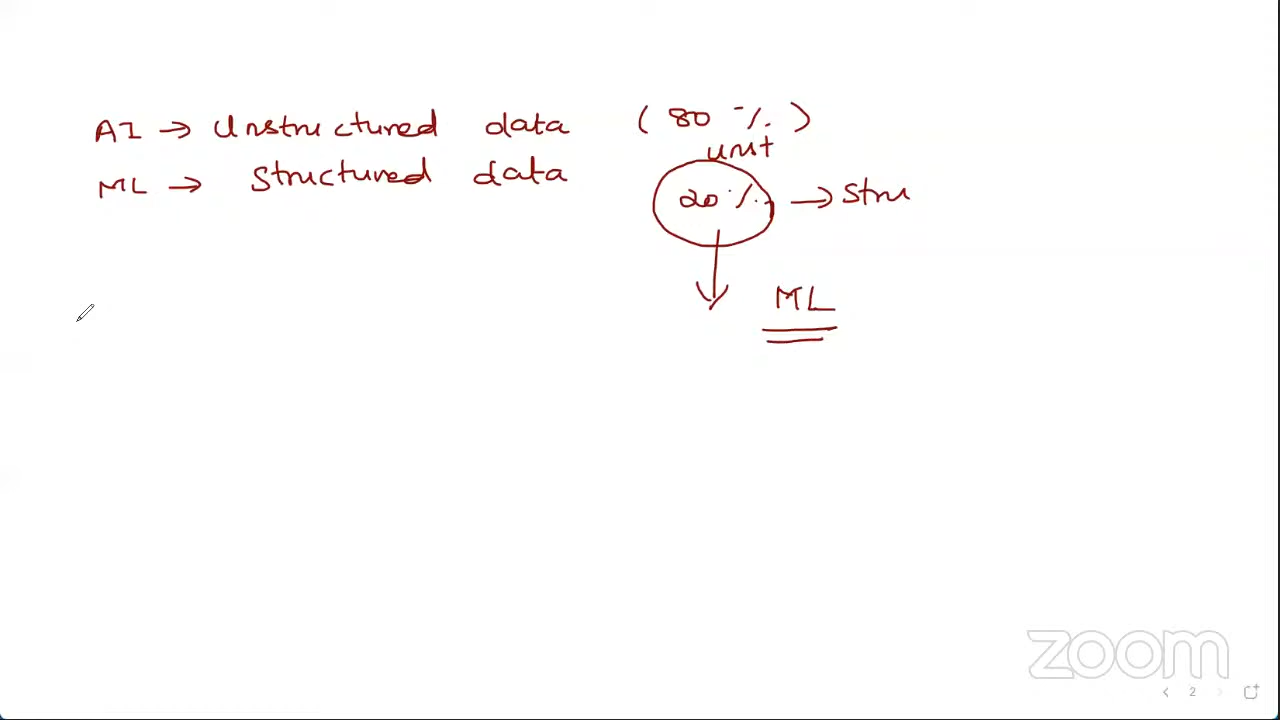 AI → Unstructured data (80 %)
unst
ML → Structured data
20 % → Stru
ML
zoom
2